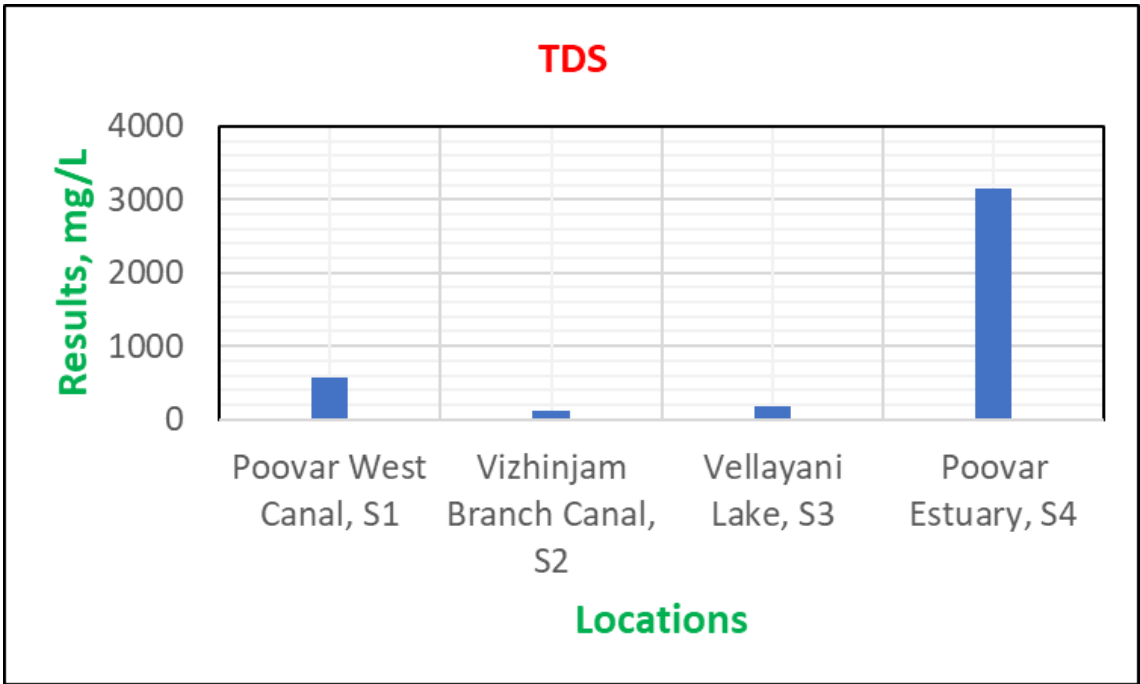 TDS
Results, mg/L
4000
3000
2000
1000
0
Poovar West
Canal, S1
Vizhinjam
Branch Canal,
S2
Vellayani
Lake, S3
Poovar
Estuary, S4
Locations